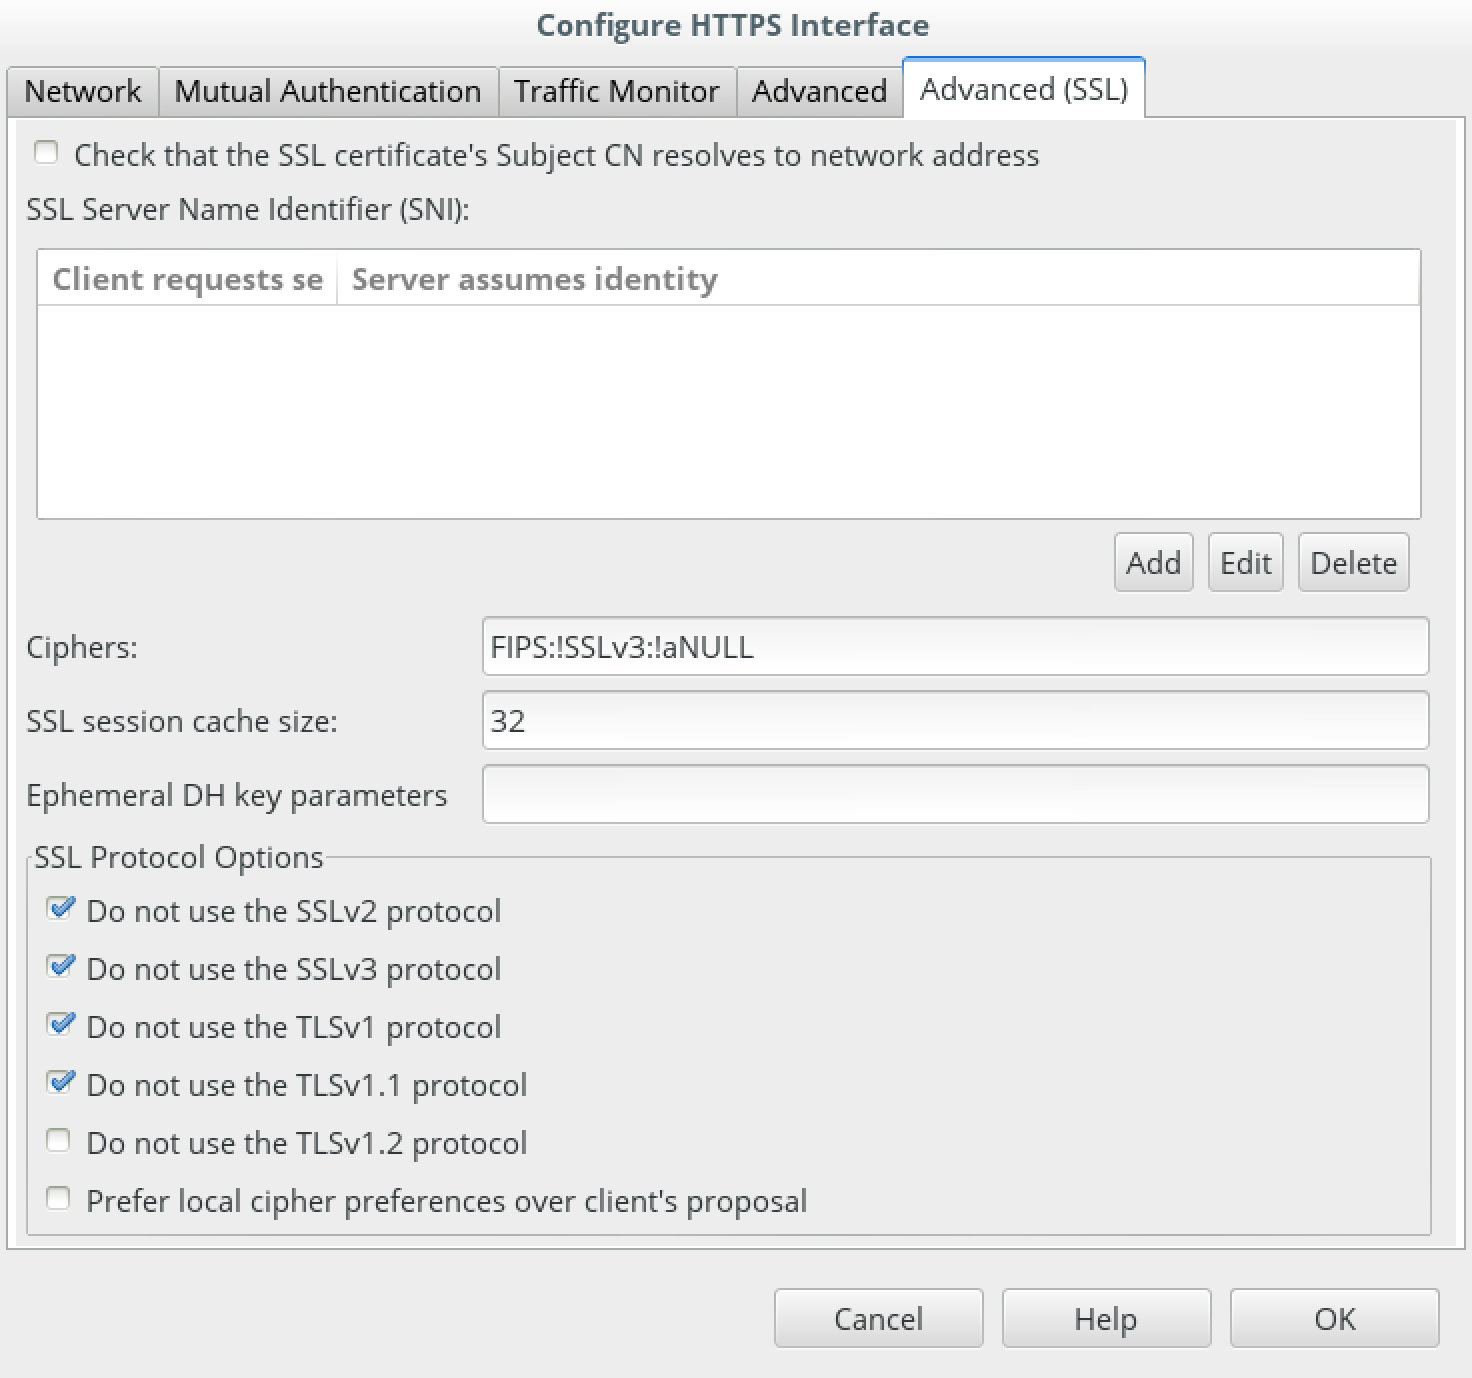 Configure HTTPS Interface
Network Mutual Authentication Traffic Monitor Advanced Advanced (SSL)
Check that the SSL certificate's Subject CN resolves to network address
SSL Server Name Identifier (SNI):
Client requests se Server assumes identity
Add Edit Delete
Ciphers: FIPS:!SSLv3:!aNULL
SSL session cache size: 32
Ephemeral DH key parameters
SSL Protocol Options
Do not use the SSLv2 protocol
Do not use the SSLv3 protocol
Do not use the TLSv1 protocol
Do not use the TLSv1.1 protocol
Do not use the TLSv1.2 protocol
Prefer local cipher preferences over client's proposal
Cancel Help OK